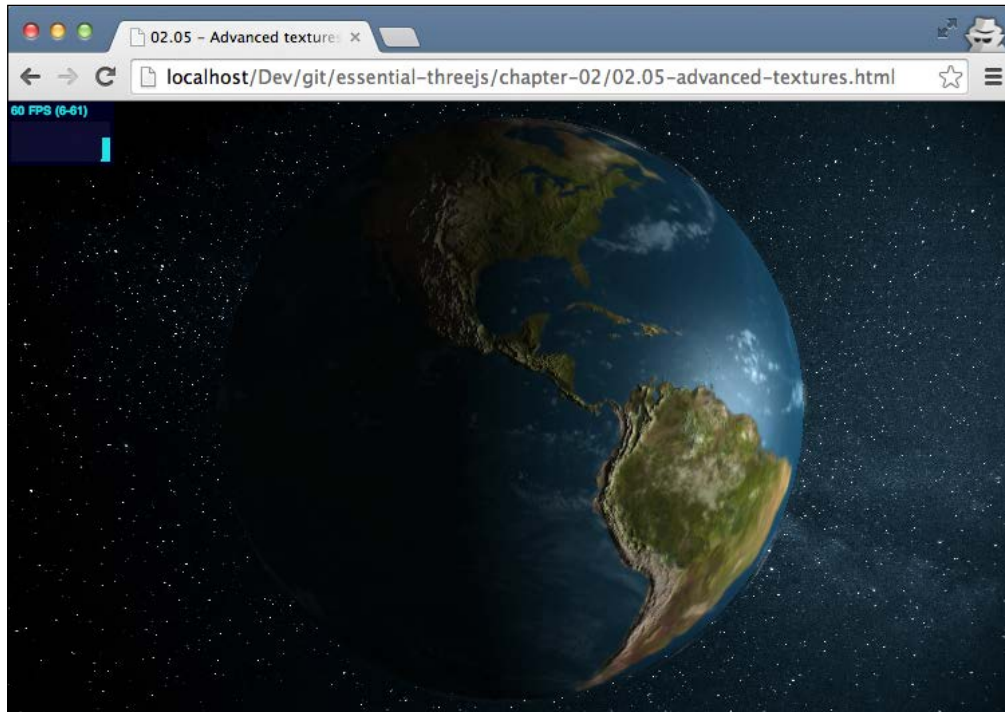 02.05 – Advanced textures
localhost/Dev/git/essential-threejs/chapter-02/02.05-advanced-textures.html
60 FPS (6-61)